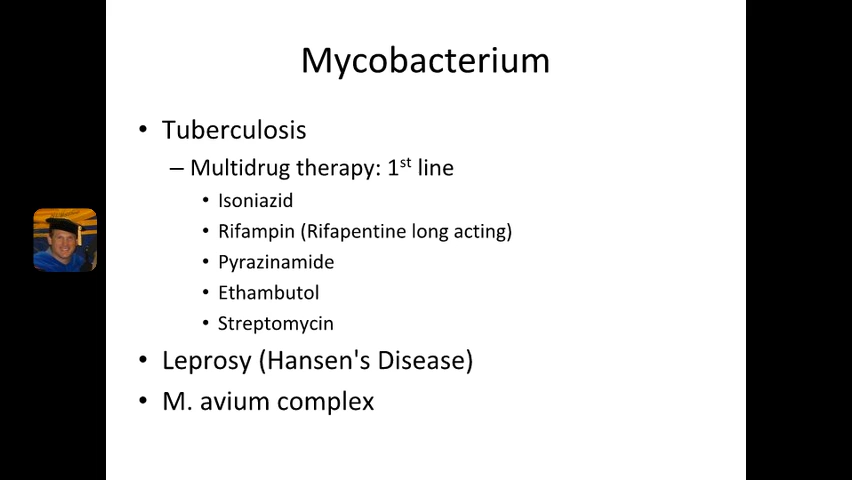 Mycobacterium
• Tuberculosis
– Multidrug therapy: 1st line
• Isoniazid
• Rifampin (Rifapentine long acting)
• Pyrazinamide
• Ethambutol
• Streptomycin
• Leprosy (Hansen's Disease)
• M. avium complex